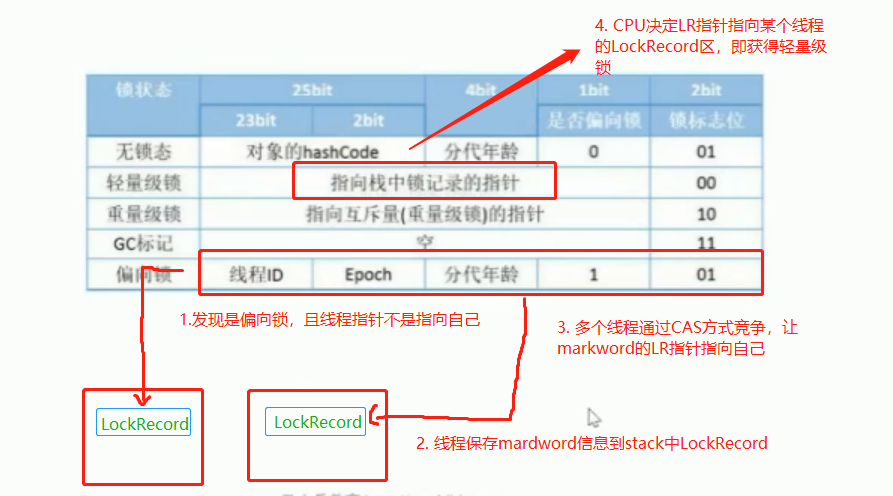 4. CPU决定LR指针指向某个线程
的LockRecord区，即获得轻量级
锁
锁状态 25bit 4bit 1bit 2bit
23bit 2bit 是否偏向锁 锁标志位
无锁态 对象的hashCode 分代年龄 0 01
轻量级锁 指向栈中锁记录的指针 00
重量级锁 指向互斥量(重量级锁)的指针 10
GC标记 空 11
偏向锁 线程ID Epoch 分代年龄 1 01
1.发现是偏向锁，且线程指针不是指向自己
3. 多个线程通过CAS方式竞争，让
markword的LR指针指向自己
LockRecord LockRecord
2. 线程保存mardword信息到stack中LockRecord